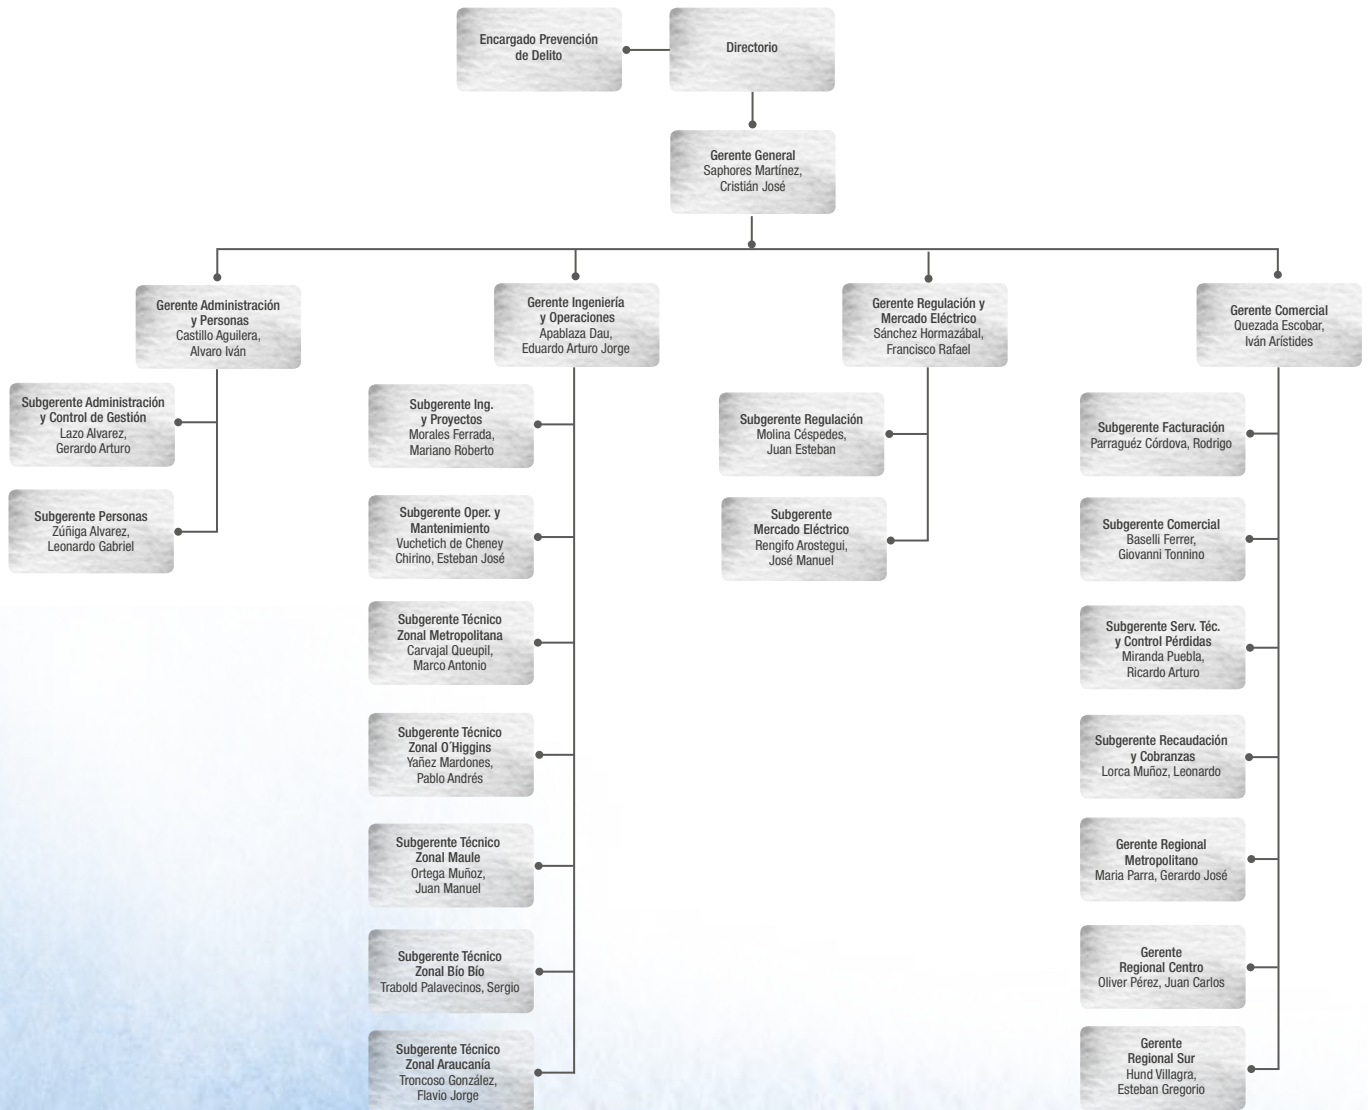 Encargado Prevención
de Delito
Directorio
Gerente General
Saphores Martínez,
Cristián José
Gerente Administración
y Personas
Castillo Aguilera,
Alvaro Iván
Subgerente Administración
y Control de Gestión
Lazo Alvarez,
Gerardo Arturo
Subgerente Personas
Zúñiga Alvarez,
Leonardo Gabriel
Gerente Ingeniería
y Operaciones
Apablaza Dau,
Eduardo Arturo Jorge
Subgerente Ing.
y Proyectos
Morales Ferrada,
Mariano Roberto
Subgerente Oper. y
Mantenimiento
Vuchetich de Cheney
Chirino, Esteban José
Subgerente Técnico
Zonal Metropolitana
Carvajal Queupil,
Marco Antonio
Subgerente Técnico
Zonal O´Higgins
Yañez Mardones,
Pablo Andrés
Subgerente Técnico
Zonal Maule
Ortega Muñoz,
Juan Manuel
Subgerente Técnico
Zonal Bío Bío
Trabold Palavecinos, Sergio
Subgerente Técnico
Zonal Araucanía
Troncoso González,
Flavio Jorge
Gerente Regulación y
Mercado Eléctrico
Sánchez Hormazábal,
Francisco Rafael
Subgerente Regulación
Molina Céspedes,
Juan Esteban
Subgerente
Mercado Eléctrico
Rengifo Arostegui,
José Manuel
Gerente Comercial
Quezada Escobar,
Iván Arístides
Subgerente Facturación
Parraguéz Córdova, Rodrigo
Subgerente Comercial
Baselli Ferrer,
Giovanni Tonnino
Subgerente Serv. Téc.
y Control Pérdidas
Miranda Puebla,
Ricardo Arturo
Subgerente Recaudación
y Cobranzas
Lorca Muñoz, Leonardo
Gerente Regional
Metropolitano
Maria Parra, Gerardo José
Gerente
Regional Centro
Oliver Pérez, Juan Carlos
Gerente
Regional Sur
Hund Villagra,
Esteban Gregorio